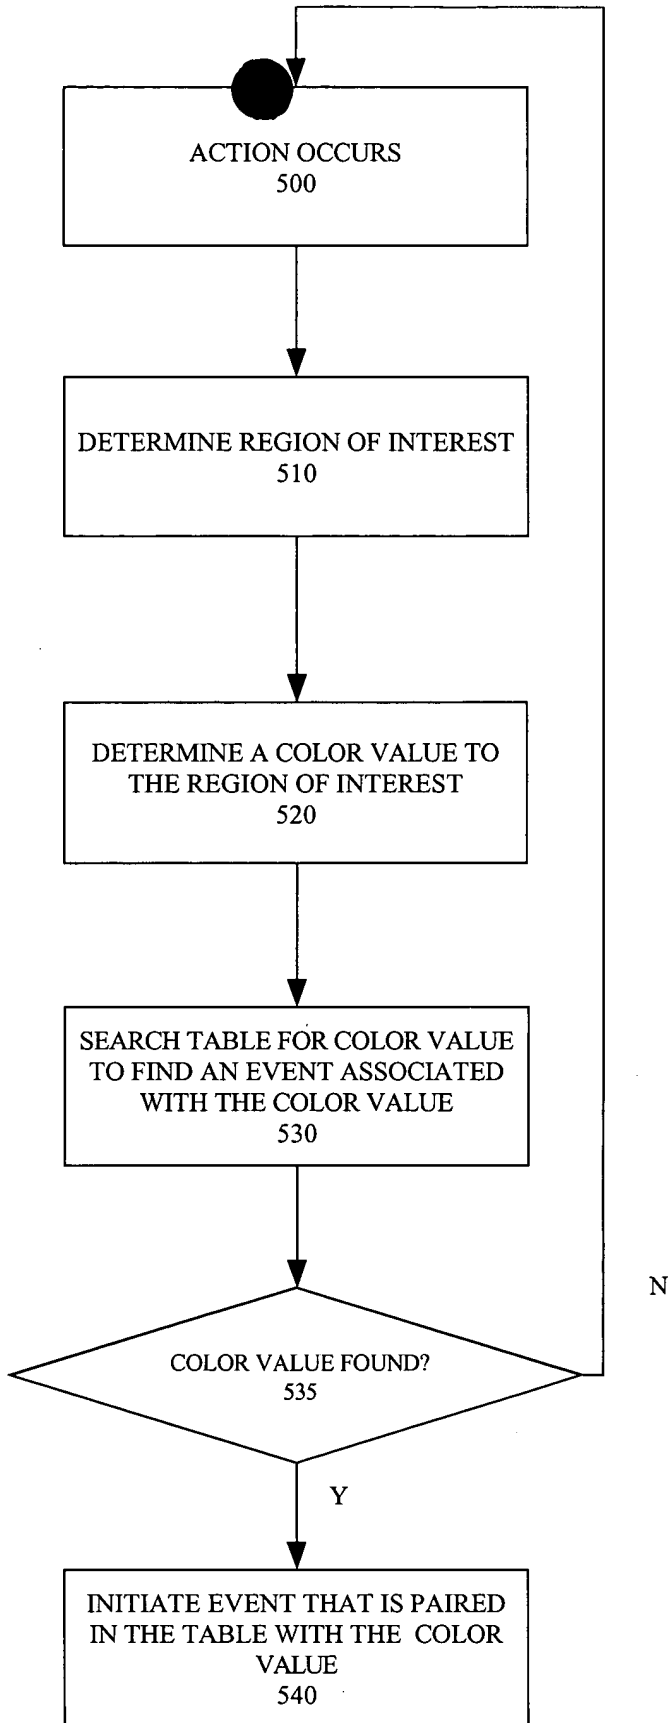 ACTION OCCURS
500
DETERMINE REGION OF INTEREST
510
DETERMINE A COLOR VALUE TO
THE REGION OF INTEREST
520
SEARCH TABLE FOR COLOR VALUE
TO FIND AN EVENT ASSOCIATED
WITH THE COLOR VALUE
530
N
COLOR VALUE FOUND?
535
Y
INITIATE EVENT THAT IS PAIRED
IN THE TABLE WITH THE COLOR
VALUE
540